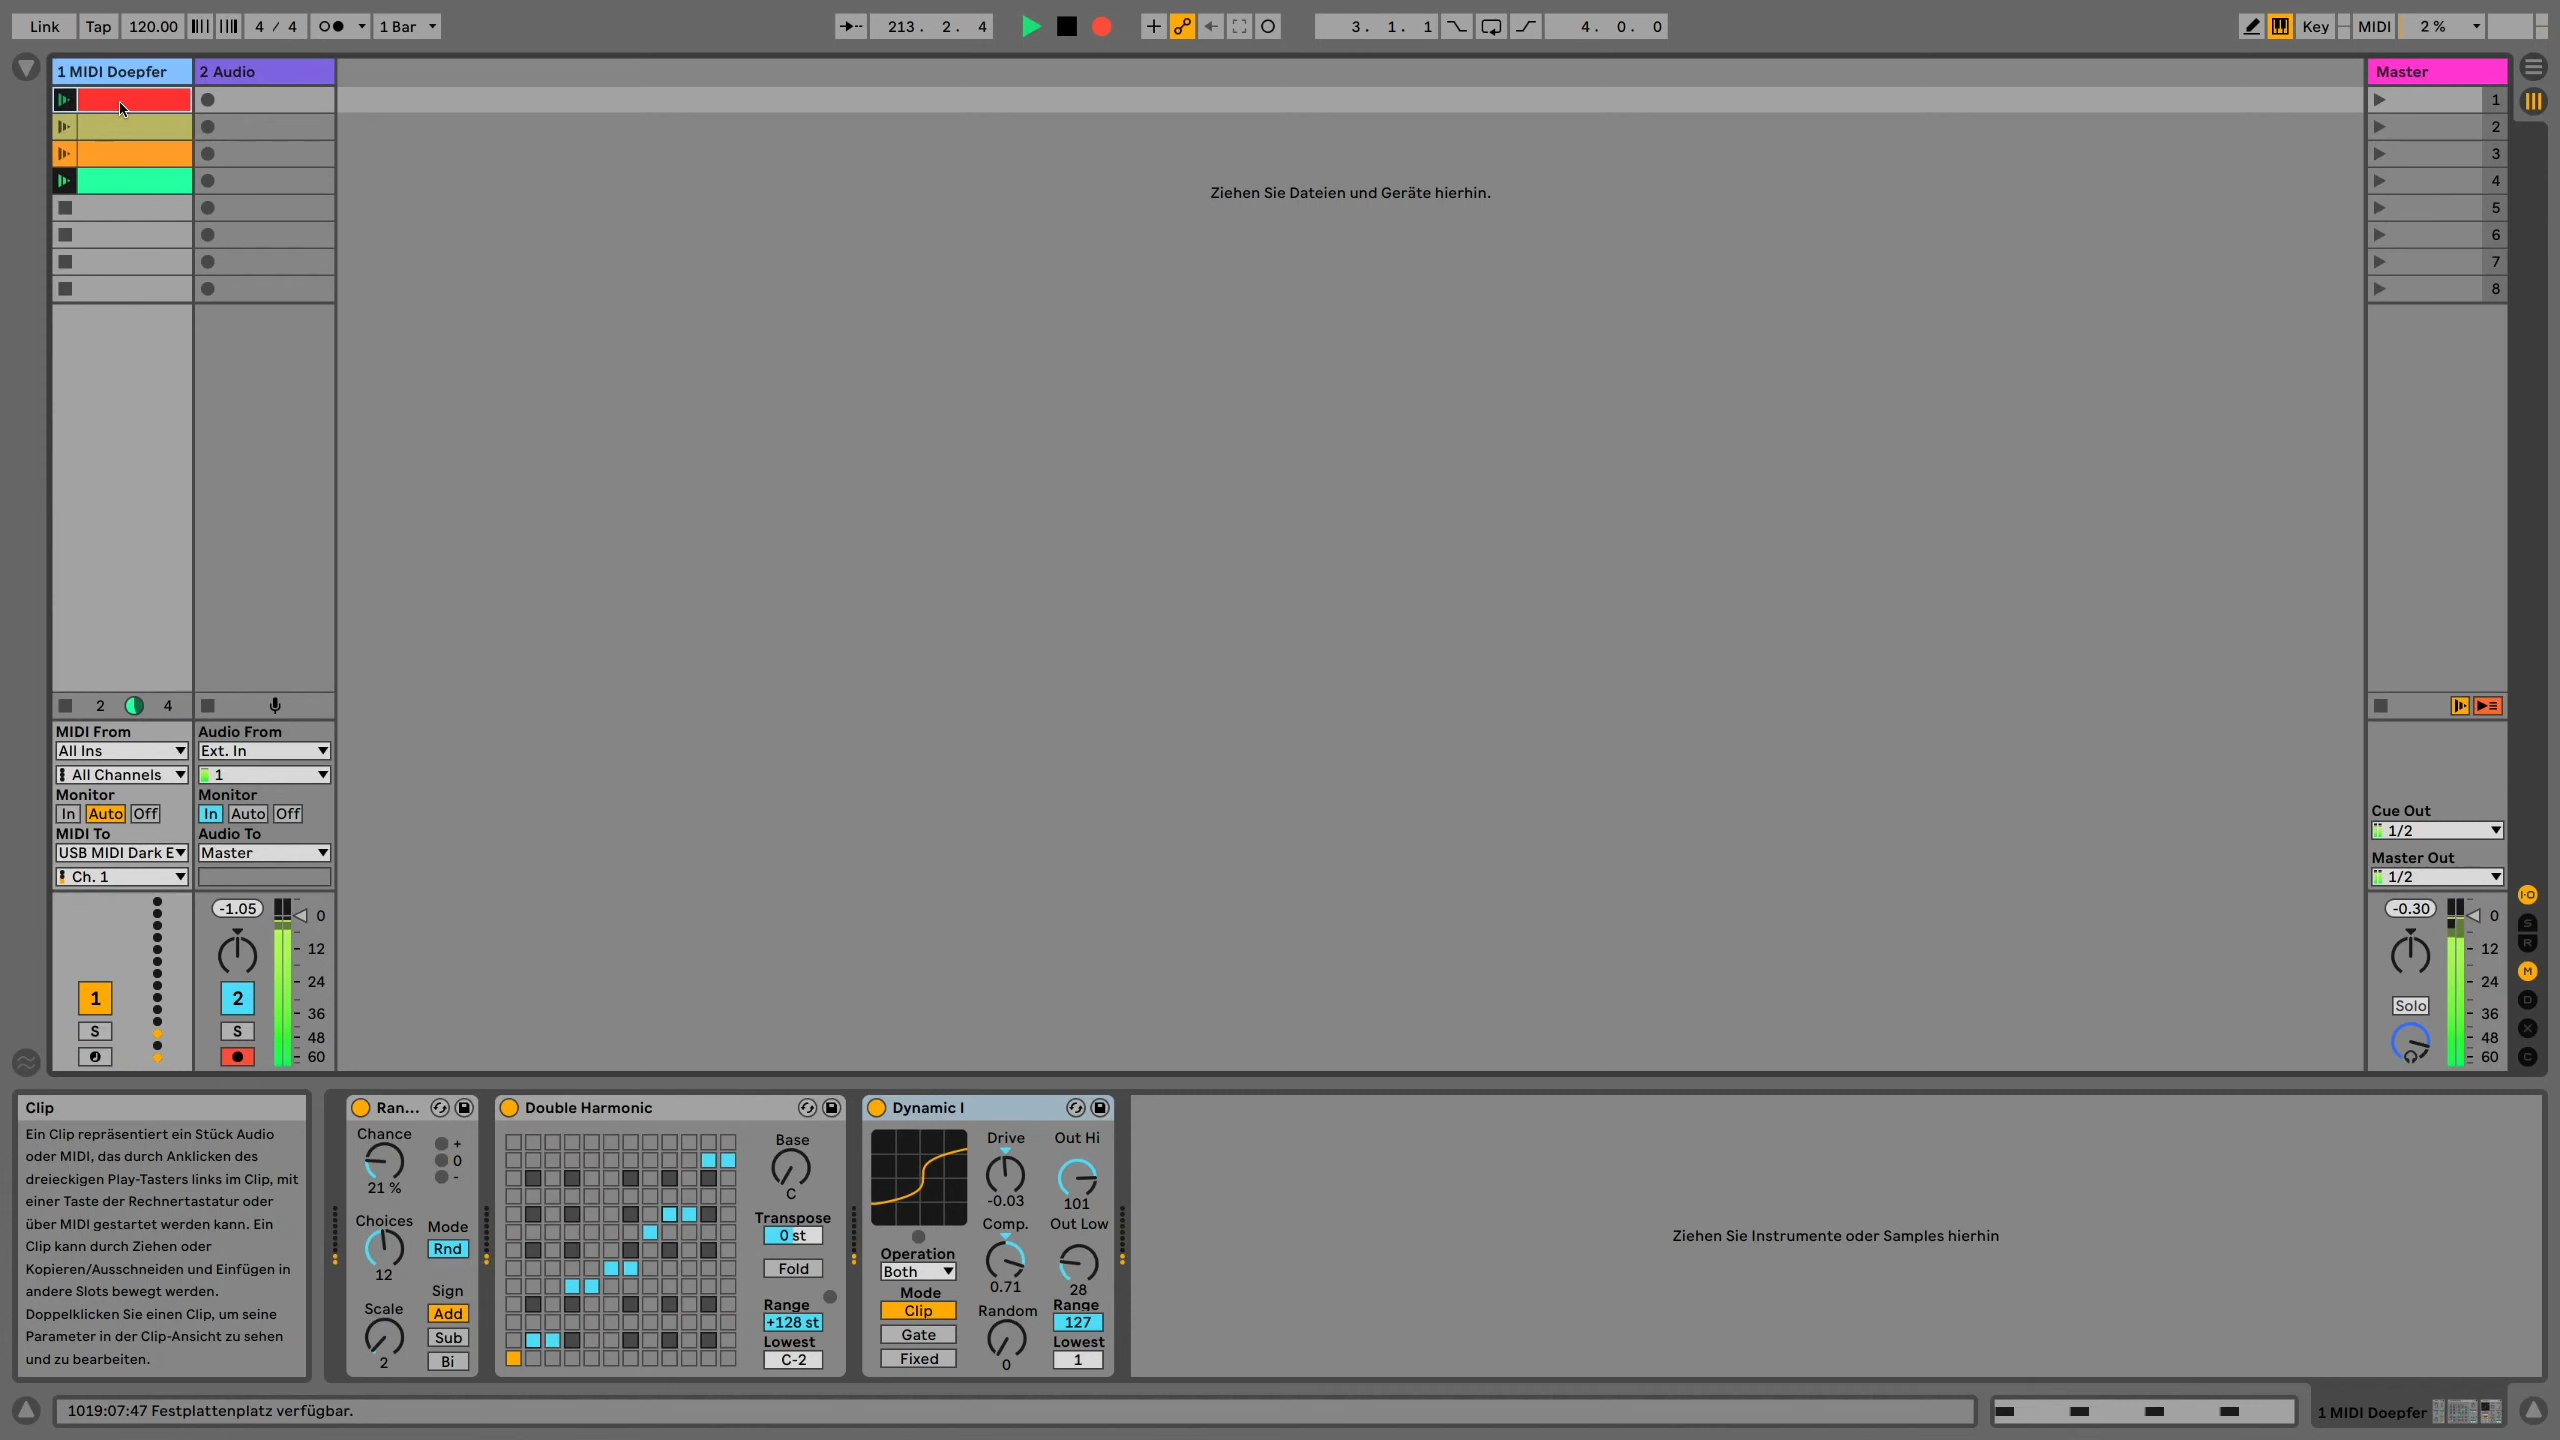 Link Tap 120.00 4 / 4 1 Bar 213. 2. 4 3. 1. 1 4. 0. 0 Key MIDI 2 %
1 MIDI Doepfer 2 Audio Master
1
2
3
4
5
6
7
8
Ziehen Sie Dateien und Geräte hierhin.
2 4
MIDI From Audio From
All Ins Ext. In
All Channels 1
Monitor Monitor
In Auto Off In Auto Off
MIDI To Audio To
USB MIDI Dark E Master
Ch. 1
Cue Out
1/2
Master Out
1/2
-1.05 0 -0.30 0
12 12
24 24
1 2 Solo
36 36
S S
48 48
60 60
I-O
S
R
M
D
X
C
Clip
Ein Clip repräsentiert ein Stück Audio
oder MIDI, das durch Anklicken des
dreieckigen Play-Tasters links im Clip, mit
einer Taste der Rechnertastatur oder
über MIDI gestartet werden kann. Ein
Clip kann durch Ziehen oder
Kopieren/Ausschneiden und Einfügen in
andere Slots bewegt werden.
Doppelklicken Sie einen Clip, um seine
Parameter in der Clip-Ansicht zu sehen
und zu bearbeiten.
Ran...
Chance
+
0
-
21 %
Choices
Mode
Rnd
12
Sign
Scale
Add
Sub
2
Bi
Double Harmonic
Base
C
Transpose
0 st
Fold
Range
+128 st
Lowest
C-2
Dynamic I
Drive Out Hi
-0.03 101
Comp. Out Low
Operation
Both
0.71 28
Mode
Random Range
Clip 127
Gate Lowest
Fixed 0 1
Ziehen Sie Instrumente oder Samples hierhin
1019:07:47 Festplattenplatz verfügbar.
1 MIDI Doepfer